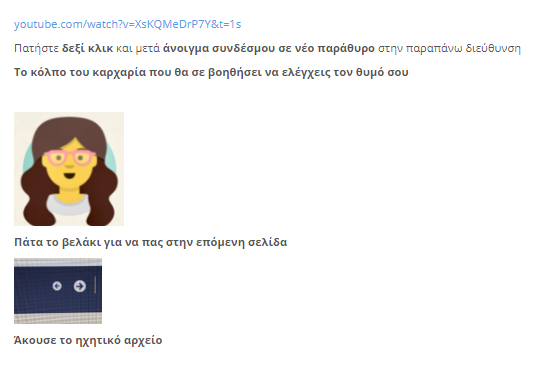 youtube.com/watch?v=XsKQMeDrP7Y&t=1s
Πατήστε δεξί κλικ και μετά άνοιγμα συνδέσμου σε νέο παράθυρο στην παραπάνω διεύθυνση
Το κόλπο του καρχαρία που θα σε βοηθήσει να ελέγχεις τον θυμό σου
Πάτα το βελάκι για να πας στην επόμενη σελίδα
Άκουσε το ηχητικό αρχείο